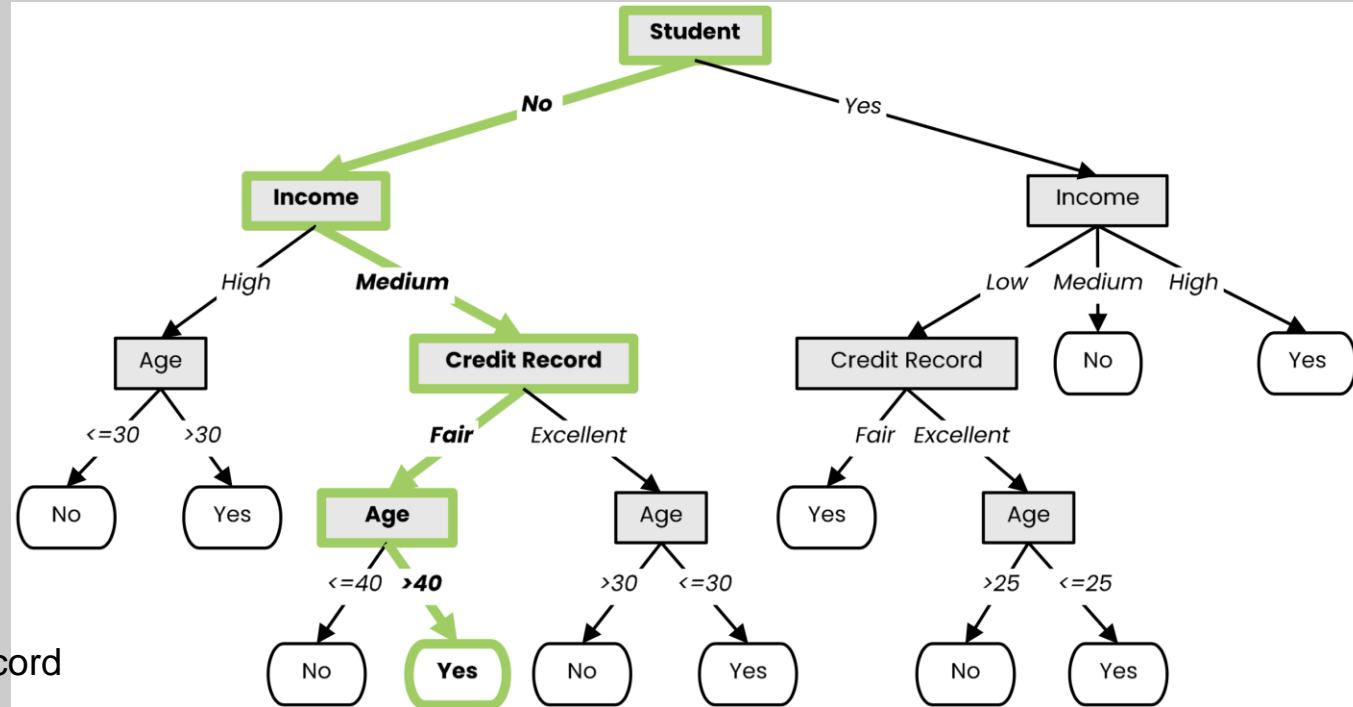 Student
No Yes
Income Income
High Medium Low Medium High
Age Credit Record Credit Record No Yes
<=30 >30 Fair Excellent Fair Excellent
No Yes Age Age Yes Age
<=40 >40 >30 <=30 >25 <=25
No Yes No Yes No Yes
cord